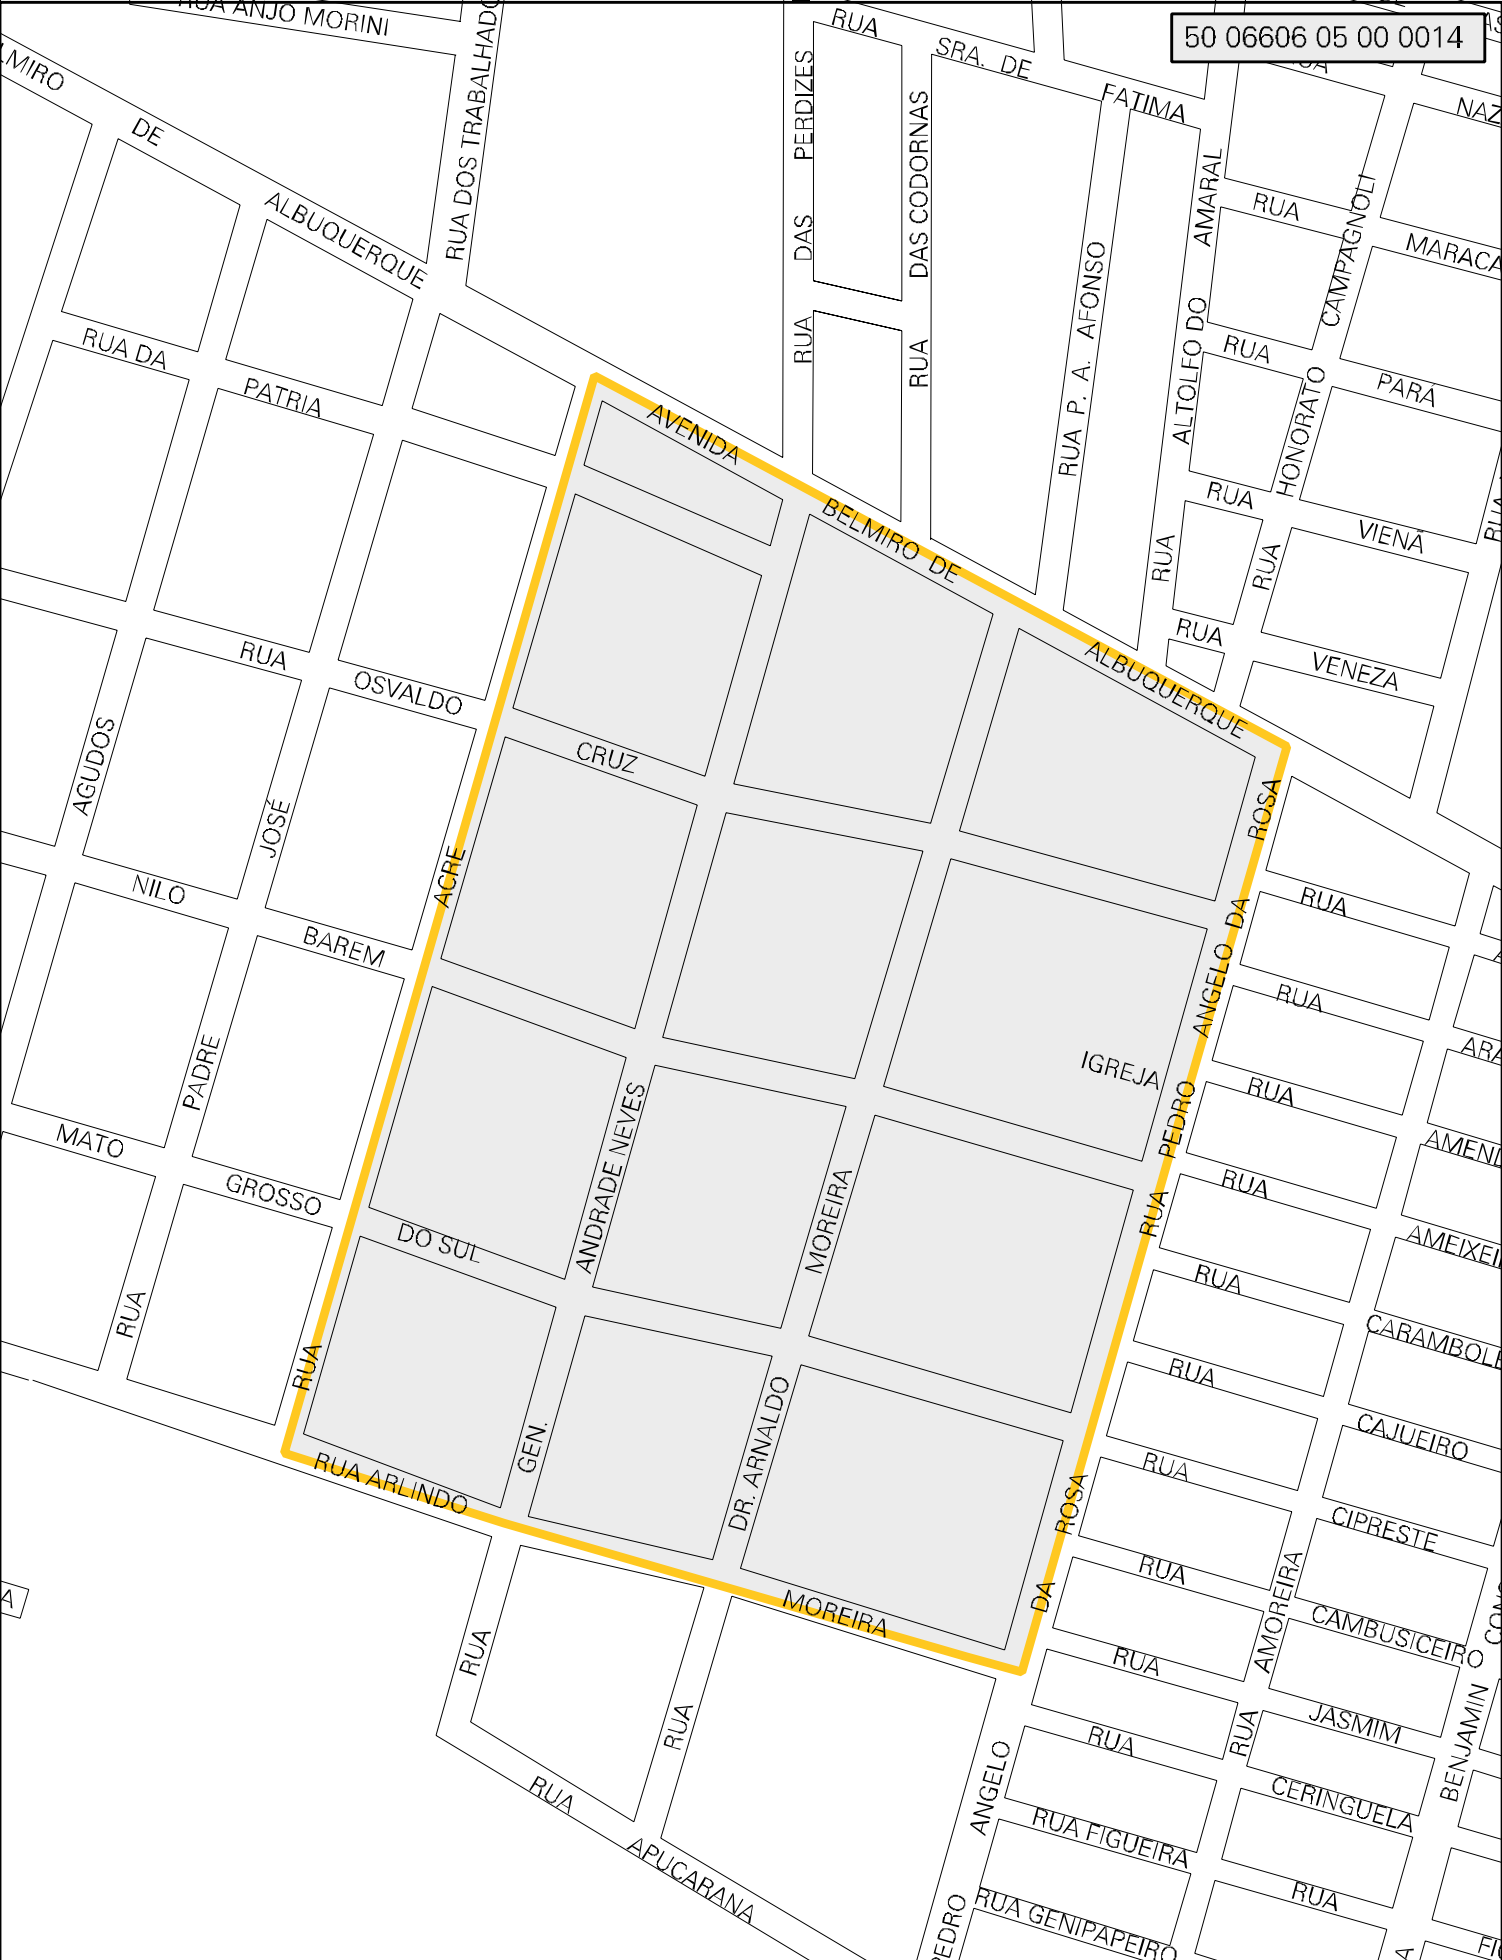 RUA ANJO MORINI
50 06606 05 00 0014
RUA
SRA. DE
FATIMA
RUA DOS TRABALHADO
PERDIZES
DAS
RUA
DAS CODORNAS
RUA
DE
ALBUQUERQUE
AMARAL
ALTOLFO DO
RUA
RUA P. A. AFONSO
CAMPAGNOLI
HONORATO
RUA
RUA
MARACA
RUA
PARÁ
RUA
VIENÃ
RUA
VENEZA
RUA DA
PATRIA
AVENIDA
BELMIRO DE
ALBUQUERQUE
RUA
OSVALDO
CRUZ
AGUDOS
JOSÉ
PADRE
RUA
NILO
BAREM
ACRE
RUA
MATO
GROSSO
DO SUL
ANDRADE NEVES
GEN.
RUA
MOREIRA
DR. ARNALDO
RUA
IGREJA
ROSA
ANGELO DA
PEDRO
RUA
ROSA
DA
ANGELO
RUA ARLINDO
MOREIRA
RUA
APUCARANA
RUA
RUA
RUA
RUA
RUA
CARAMBOLE
RUA
CAJUEIRO
RUA
CIPRESTE
RUA
CAMBUSICEIRO
RUA
JASMIM
RUA
CERINGUELA
RUA FIGUEIRA
RUA
RUA GENIPAPEIRO
AMOREIRA
RUA
BENJAMIN